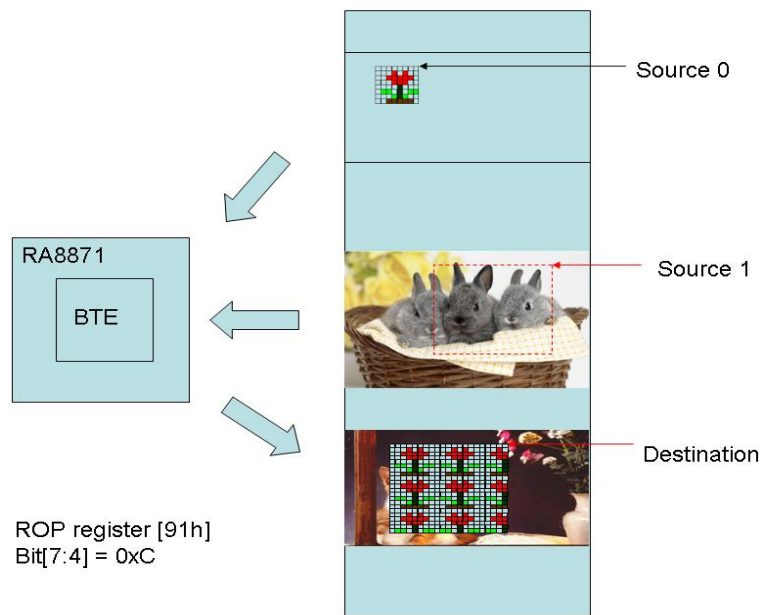 Source 0
RA8871
BTE
Source 1
Destination
ROP register [91h]
Bit[7:4] = 0xC